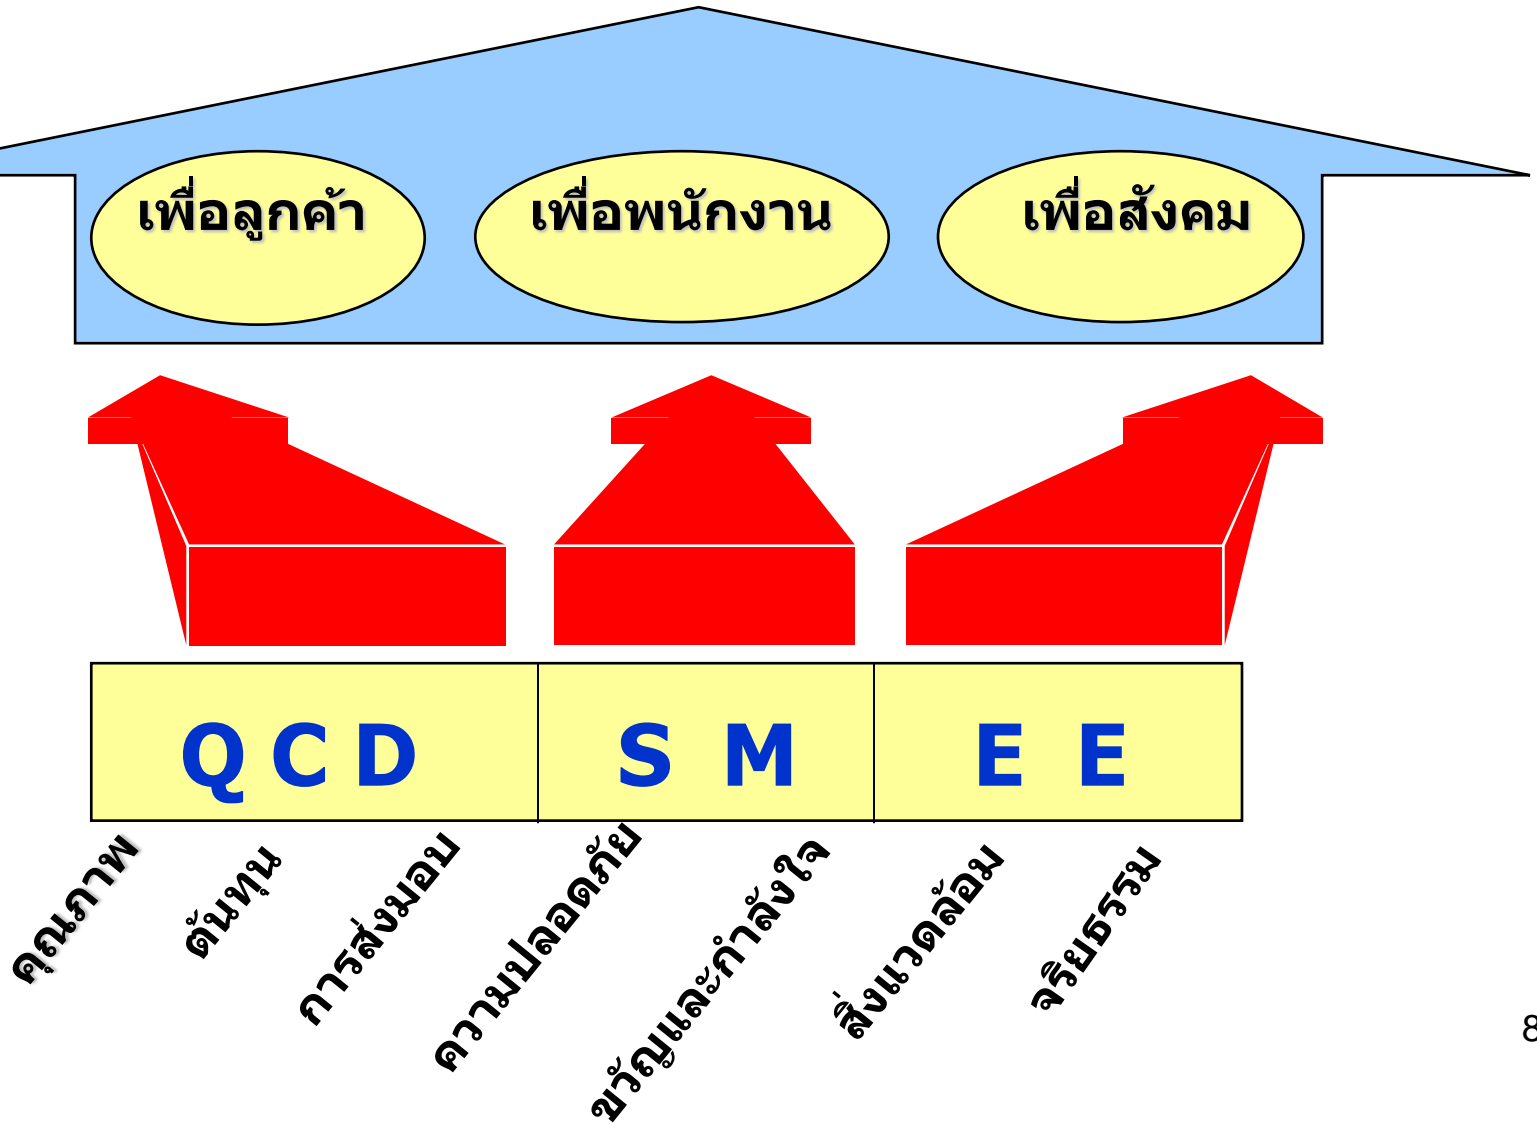 เพื่อลูกค้า
เพื่อพนักงาน
เพื่อสังคม
Q C D
S M
E E
คุณภาพ
ต้นทุน
การส่งมอบ
ความปลอดภัย
ขวัญและกำลังใจ
สิ่งแวดล้อม
จริยธรรม
8